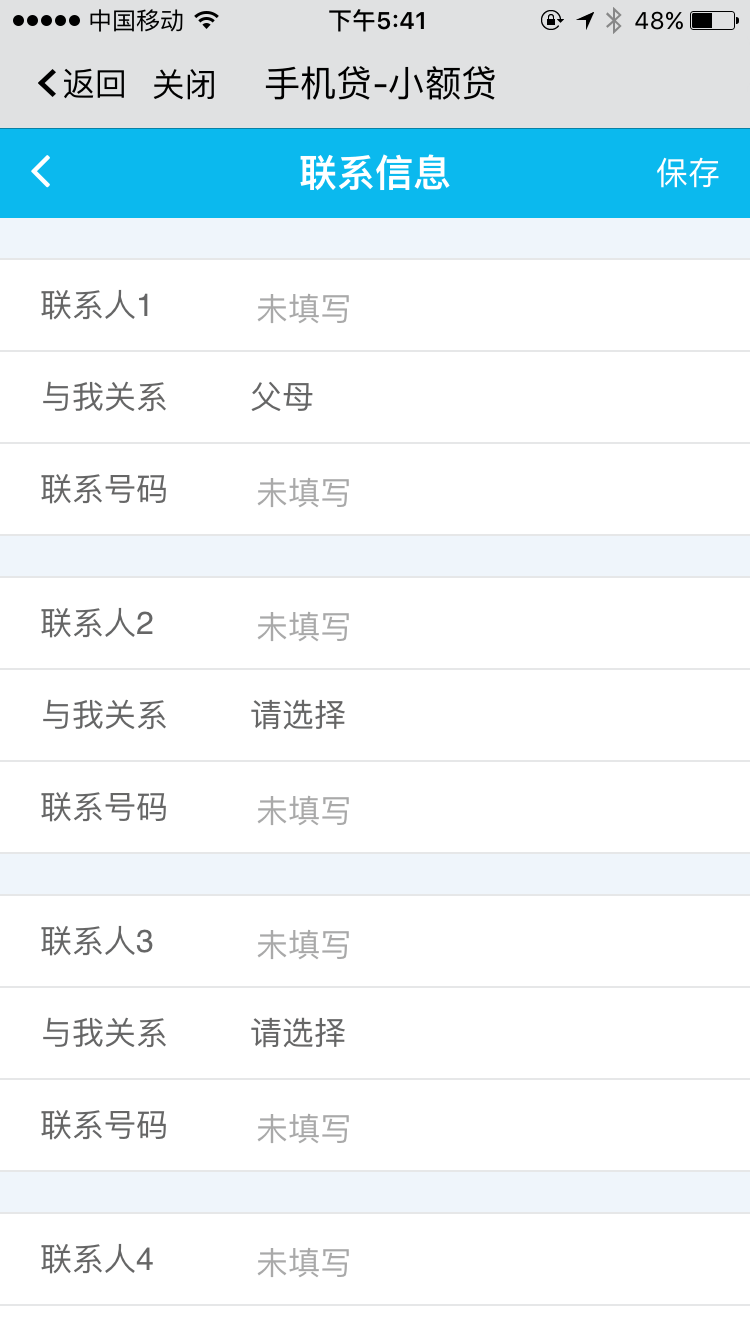 中国移动 下午5:41 48%
返回 关闭 手机贷-小额贷
联系信息 保存
联系人1 未填写
与我关系 父母
联系号码 未填写
联系人2 未填写
与我关系 请选择
联系号码 未填写
联系人3 未填写
与我关系 请选择
联系号码 未填写
联系人4 未填写